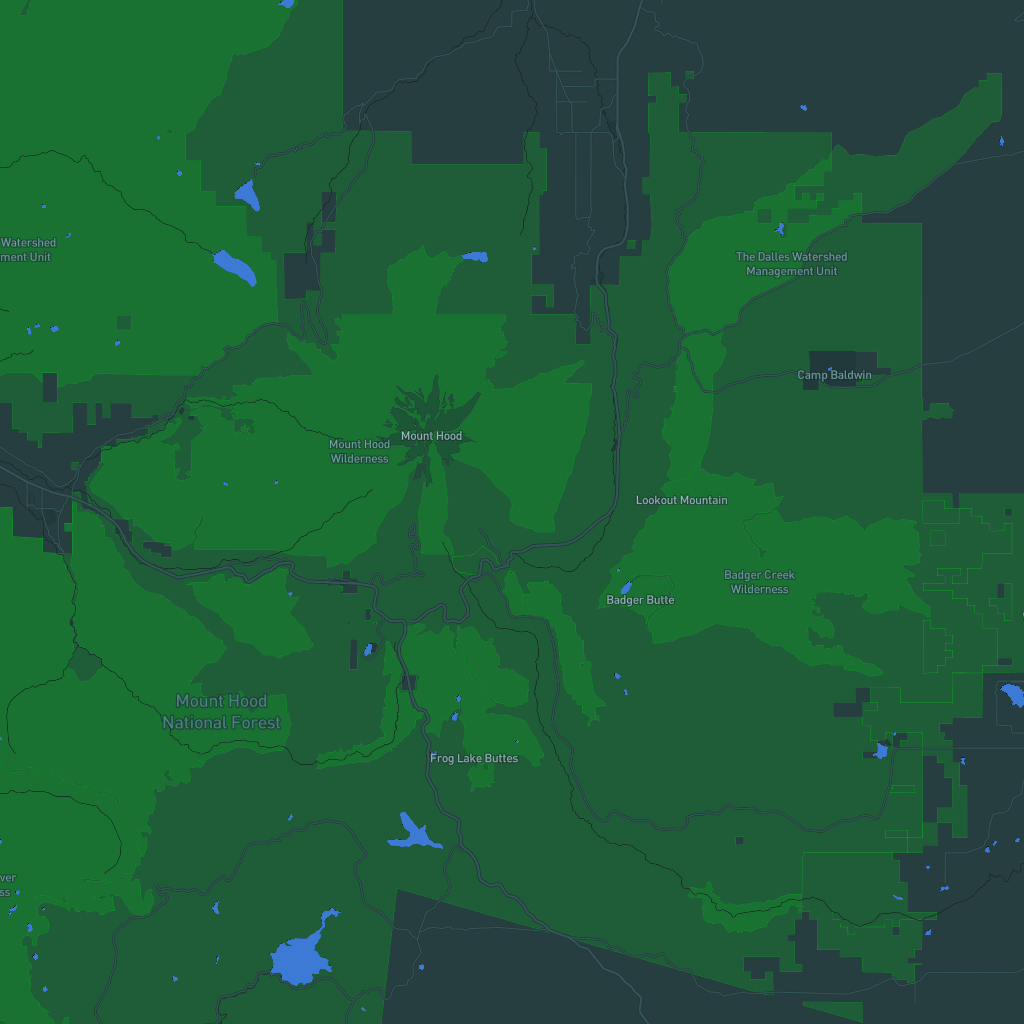 Watershed
ment Unit
The Dalles Watershed
Management Unit
Camp Baldwin
Mount Hood
Mount Hood
Wilderness
Lookout Mountain
Badger Creek
Wilderness
Badger Butte
Mount Hood
National Forest
Frog Lake Buttes
wer
ss